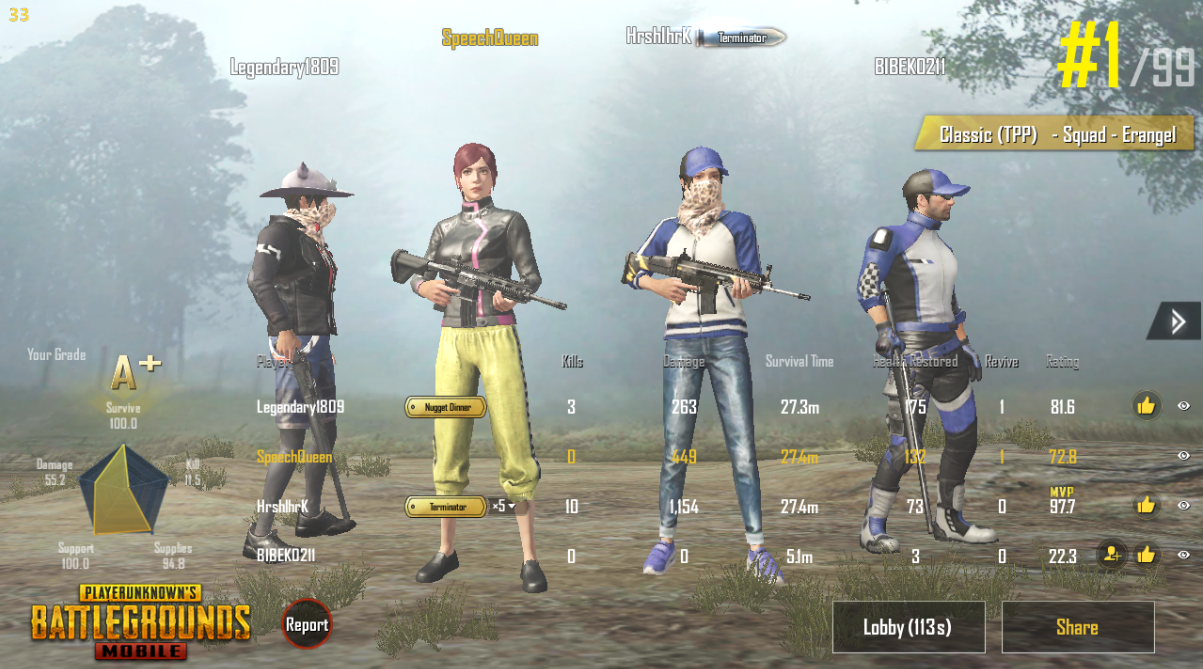 33
SpeechQueen
HrshlhrK Terminator
#1/99
Legendary1809
BIBEK0211
Classic (TPP) - Squad - Erangel
Your Grade
A+
Player Kills Damage Survival Time Health Restored Revive Rating
Legendary1809 Nugget Dinner 3 263 27.3m 175 1 81.6
SpeechQueen 0 449 27.4m 132 1 72.8
MVP
HrshlhrK Terminator ×5 10 1,154 27.4m 73 0 97.7
BIBEK0211 0 0 5.1m 3 0 22.3
Survive
100.0
Damage
55.2
Kill
11.5
Support
100.0
Supplies
94.8
PLAYERUNKNOWN'S
BATTLEGROUNDS
MOBILE
Report
Lobby (113s)
Share